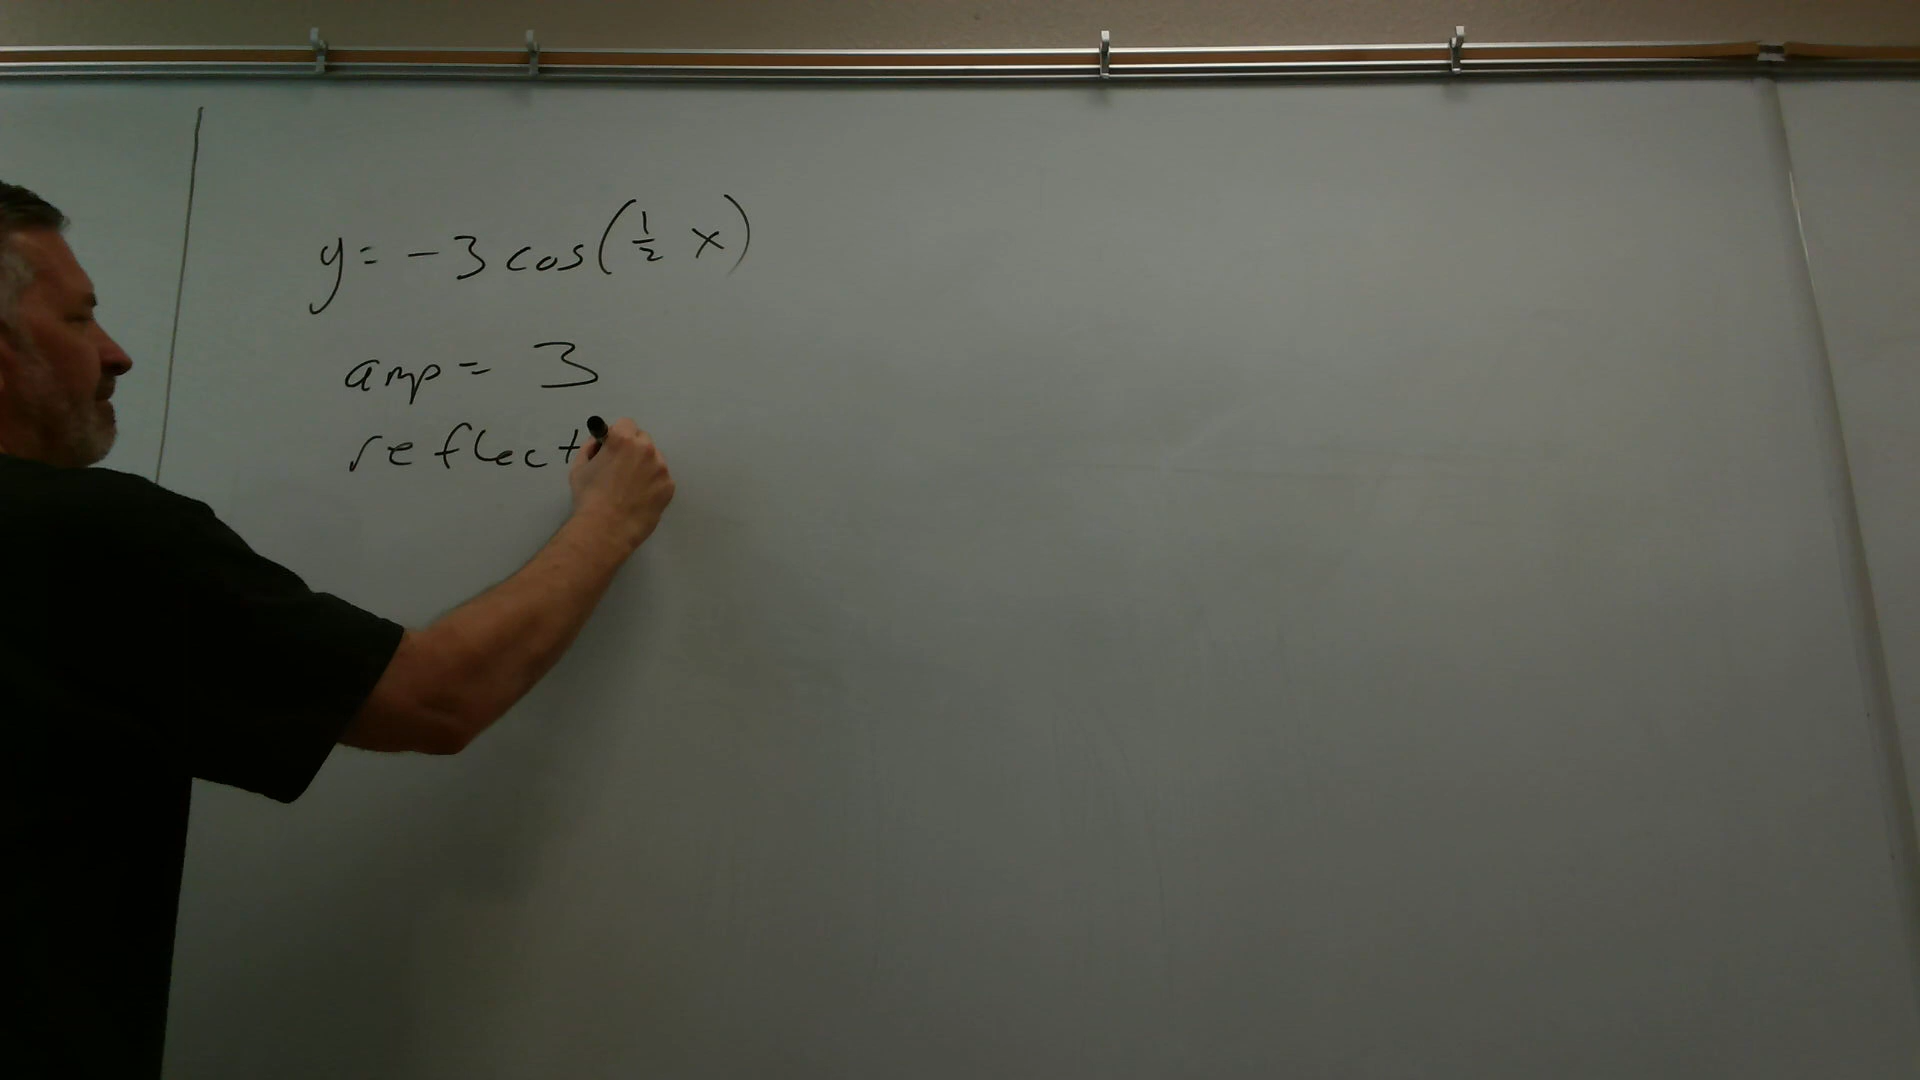 y = -3 cos(1/2 x)
amp = 3
reflect